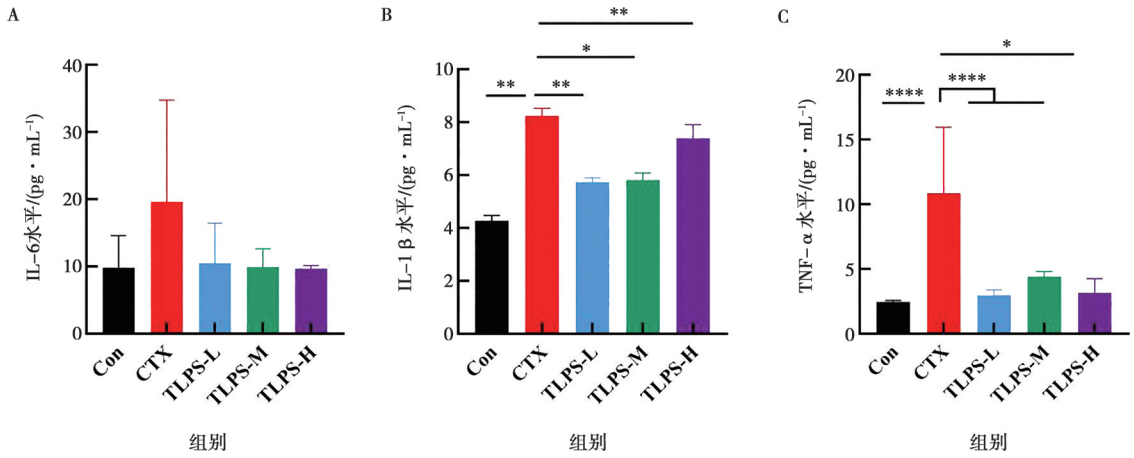 A
IL-6水平/(pg·mL⁻¹)
40
30
20
10
0
Con
CTX
TLPS-L
TLPS-M
TLPS-H
组别
B
IL-1β水平/(pg·mL⁻¹)
10
8
6
4
2
0
**
*
**
**
Con
CTX
TLPS-L
TLPS-M
TLPS-H
组别
C
TNF-α水平/(pg·mL⁻¹)
20
15
10
5
0
*
****
****
Con
CTX
TLPS-L
TLPS-M
TLPS-H
组别